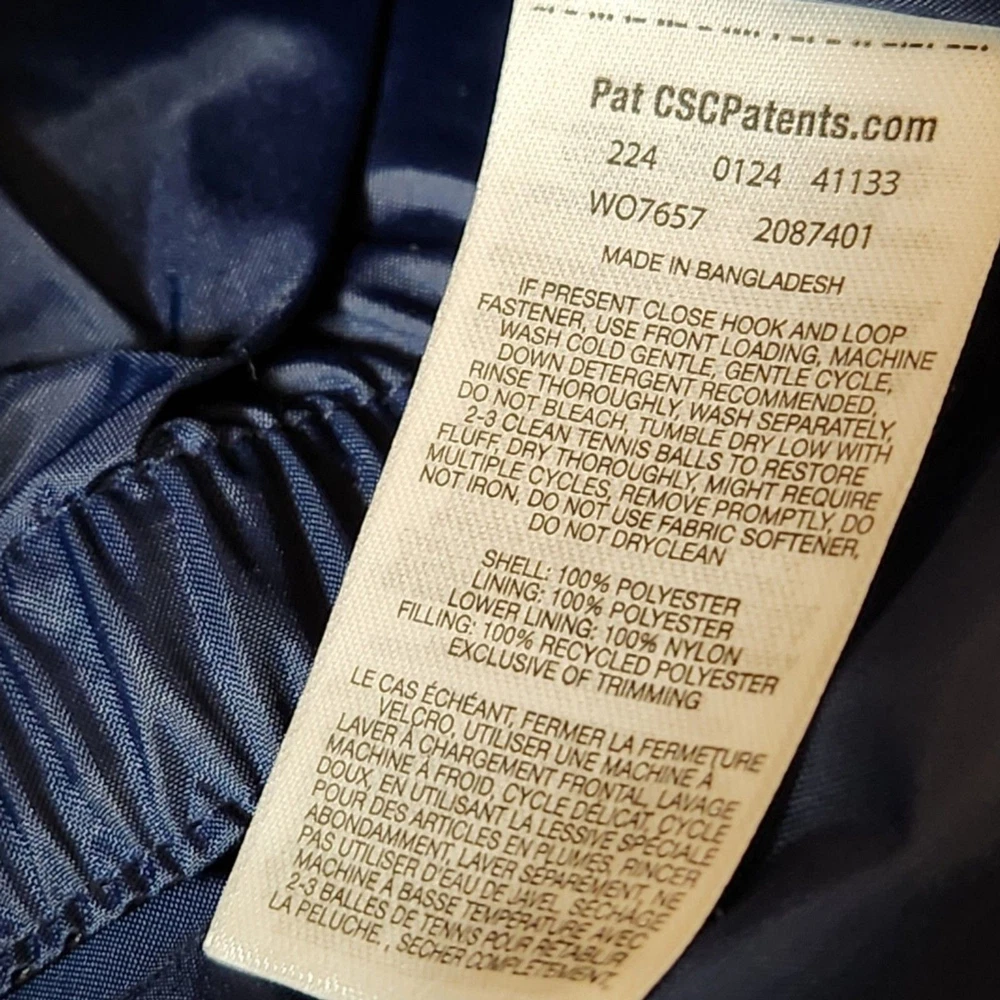 Pat CSCPatents.com
224 0124 41133
WO7657 2087401
MADE IN BANGLADESH
IF PRESENT CLOSE HOOK AND LOOP
FASTENER, USE FRONT LOADING, MACHINE
WASH COLD GENTLE, GENTLE CYCLE,
DOWN DETERGENT RECOMMENDED,
RINSE THOROUGHLY, WASH SEPARATELY,
DO NOT BLEACH, TUMBLE DRY LOW WITH
2-3 CLEAN TENNIS BALLS TO RESTORE
FLUFF, DRY THOROUGHLY, MIGHT REQUIRE
MULTIPLE CYCLES, REMOVE PROMPTLY, DO
NOT IRON, DO NOT USE FABRIC SOFTENER,
DO NOT DRYCLEAN
SHELL: 100% POLYESTER
LINING: 100% POLYESTER
LOWER LINING: 100% NYLON
FILLING: 100% RECYCLED POLYESTER
EXCLUSIVE OF TRIMMING
LE CAS ÉCHÉANT, FERMER LA FERMETURE
VELCRO, UTILISER UNE MACHINE À
LAVER À CHARGEMENT FRONTAL, LAVAGE
MACHINE À FROID, CYCLE DÉLICAT, CYCLE
DOUX, EN UTILISANT LA LESSIVE SPÉCIALE
POUR DES ARTICLES EN PLUMES, RINCER
ABONDAMMENT, LAVER SÉPARÉMENT, NE
PAS UTILISER D'EAU DE JAVEL, SÉCHAGE
MACHINE À BASSE TEMPÉRATURE AVEC
2-3 BALLES DE TENNIS POUR RÉTABLIR
LA PELUCHE, , SÉCHER COMPLÈTEMENT,